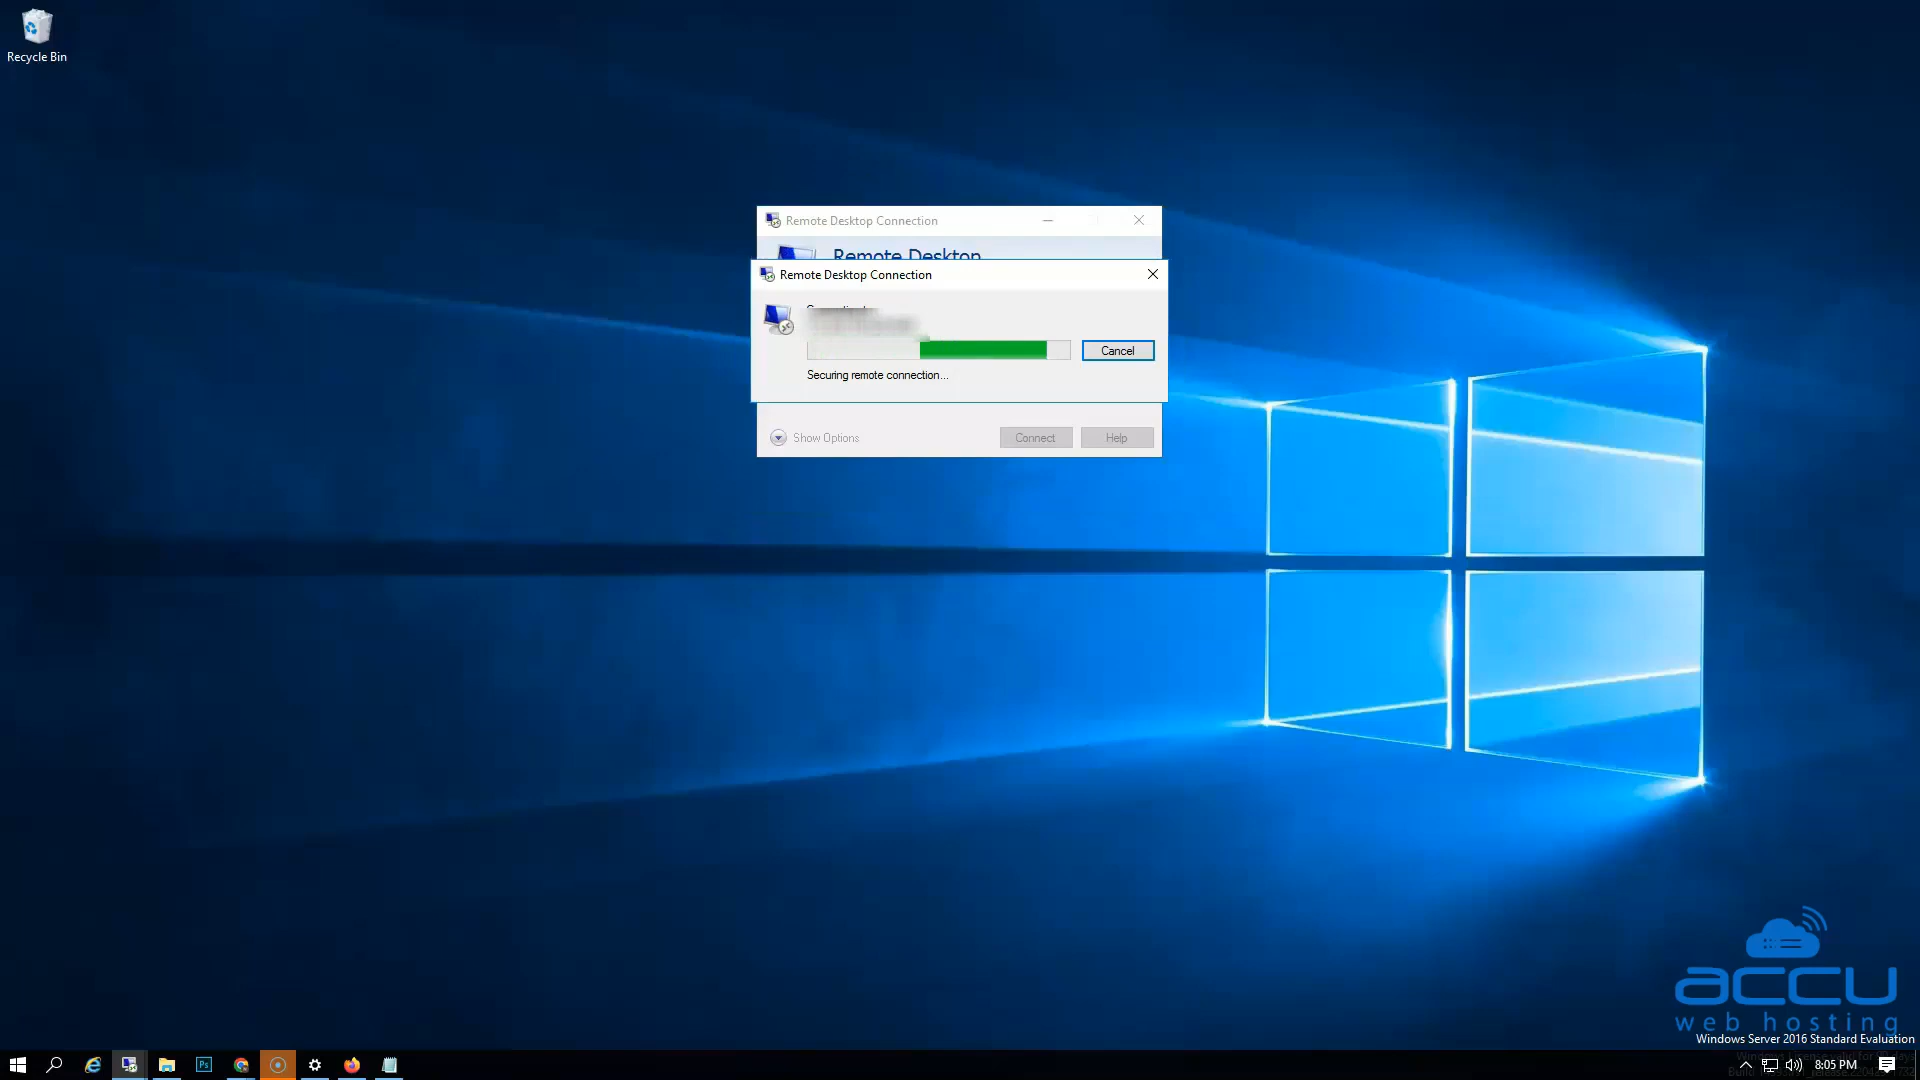 Recycle Bin
Remote Desktop Connection
Remote Desktop
Remote Desktop Connection
Cancel
Securing remote connection...
Show Options
Connect
Help
accu
web hosting
Windows Server 2016 Standard Evaluation
Ps
8:05 PM